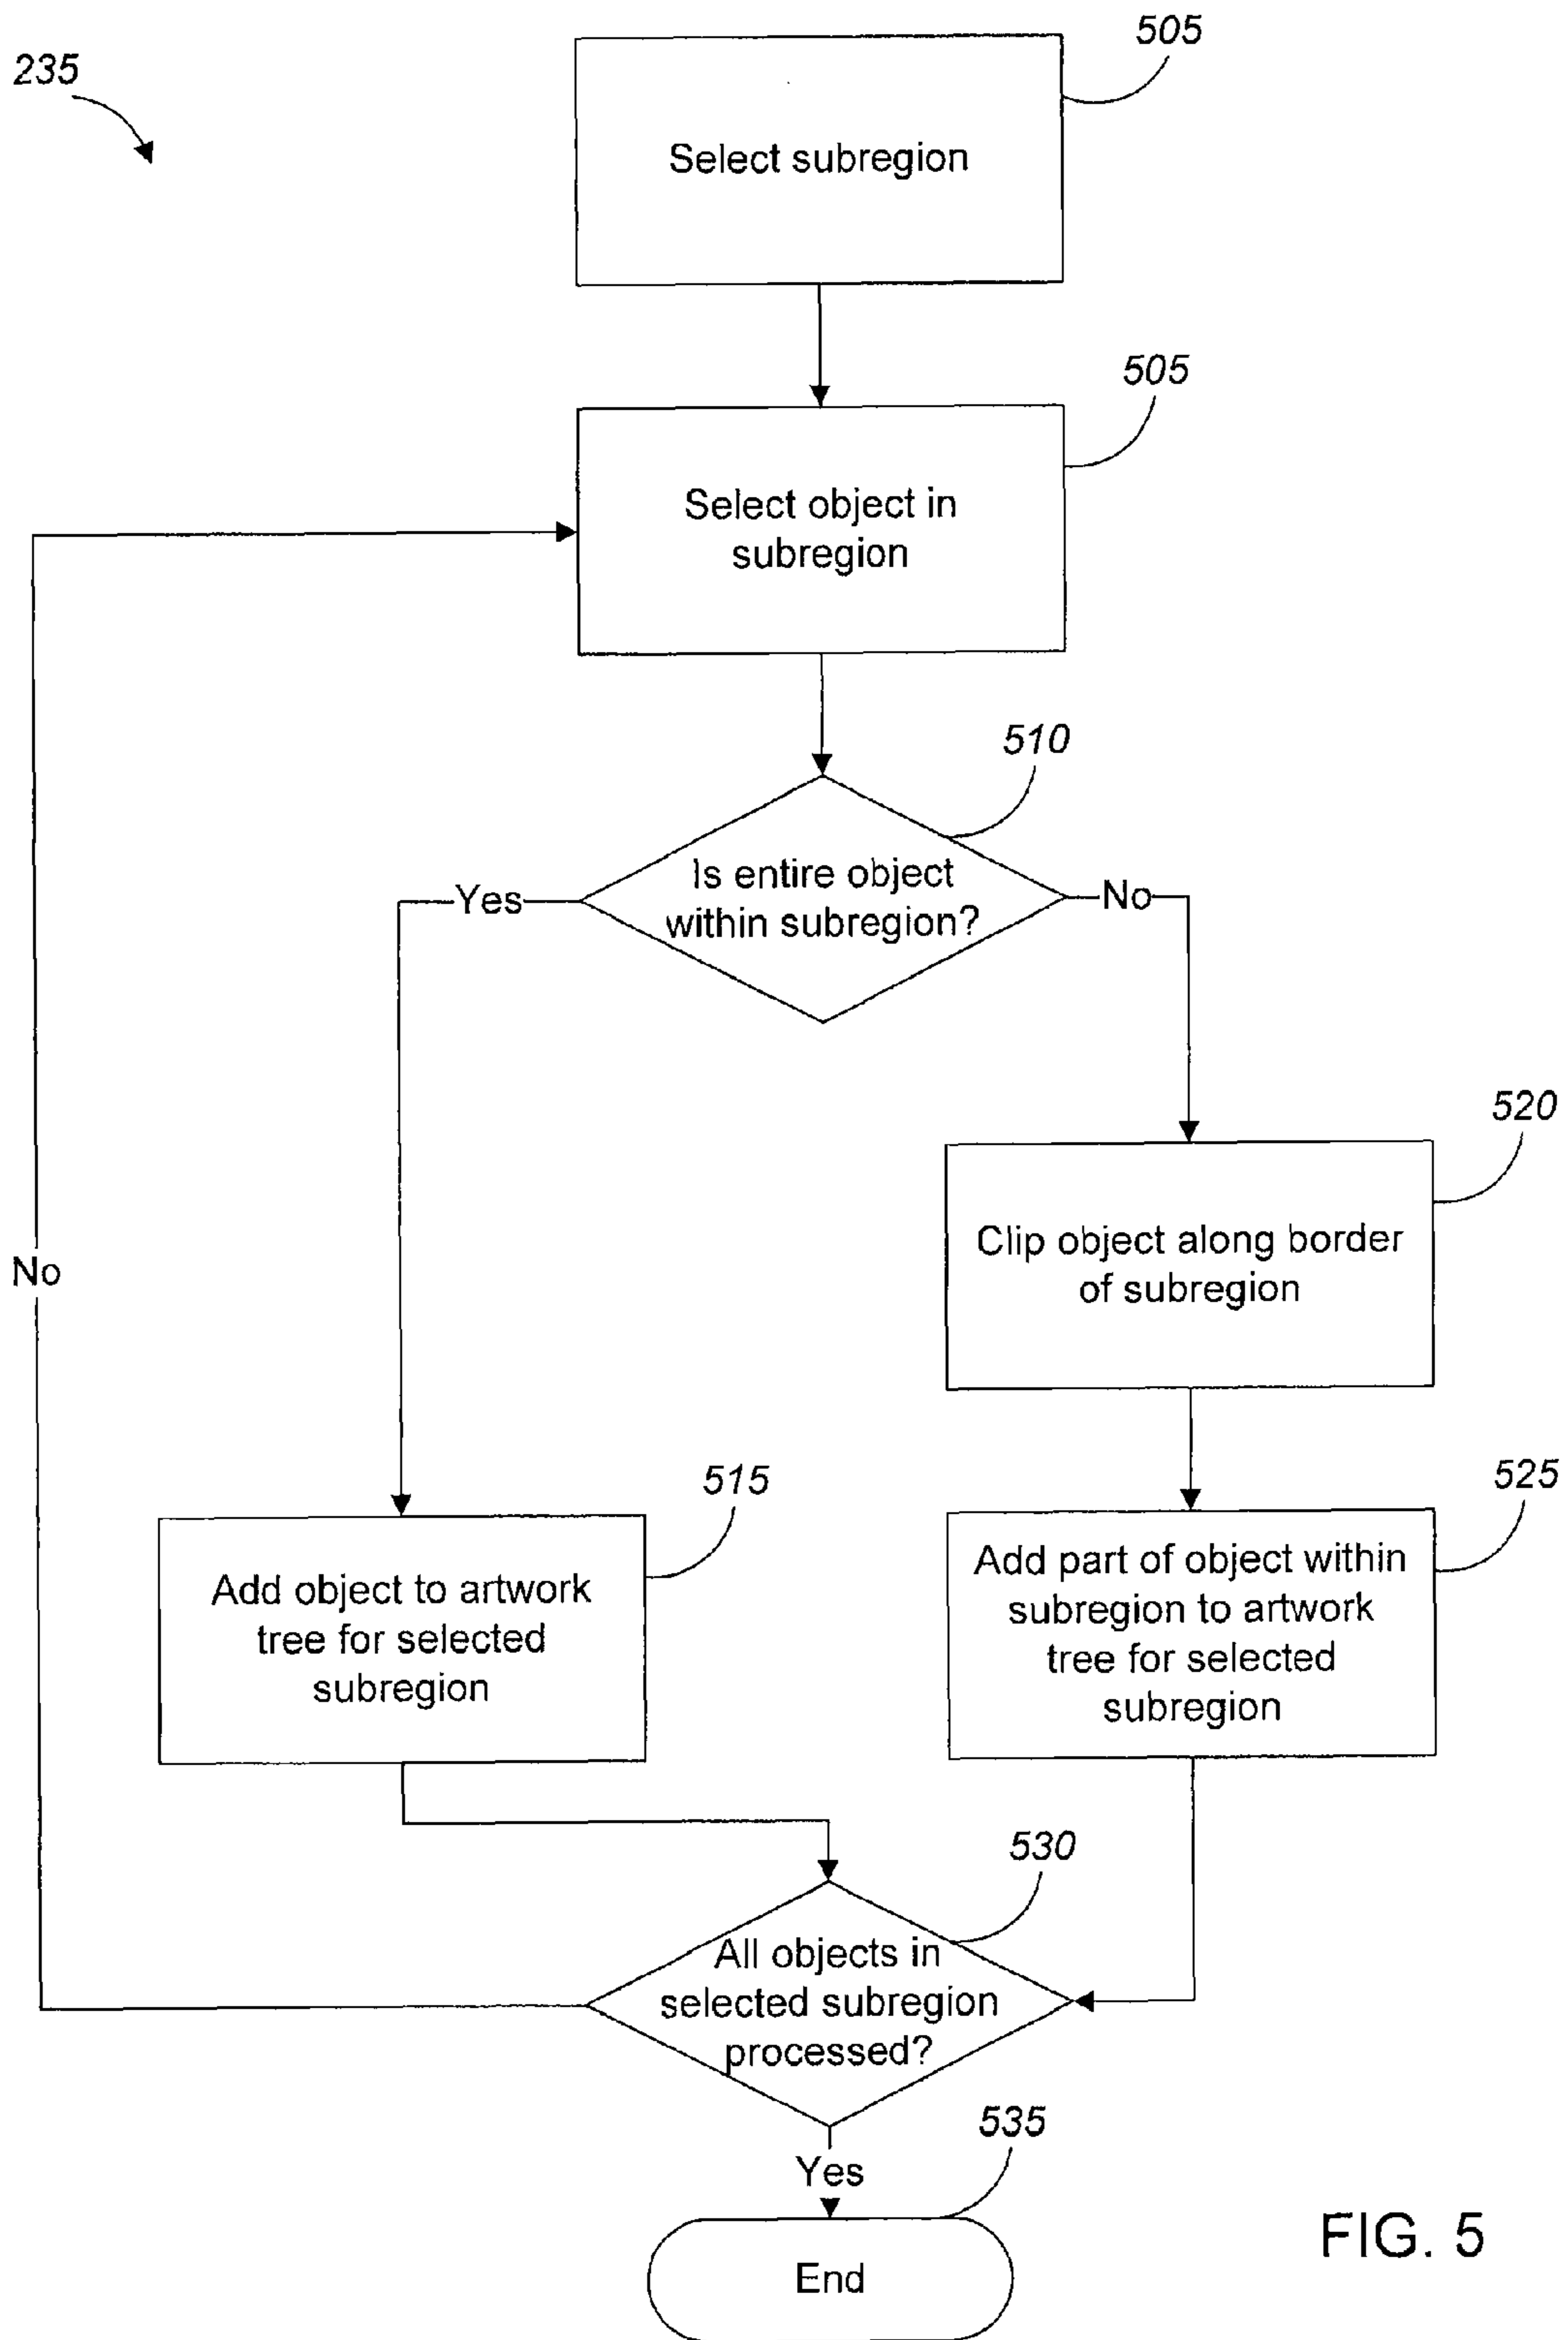 235
505
Select subregion
505
Select object in
subregion
510
Is entire object
within subregion?
Yes
No
520
Clip object along border
of subregion
No
515
Add object to artwork
tree for selected
subregion
525
Add part of object within
subregion to artwork
tree for selected
subregion
530
All objects in
selected subregion
processed?
535
Yes
End
FIG. 5